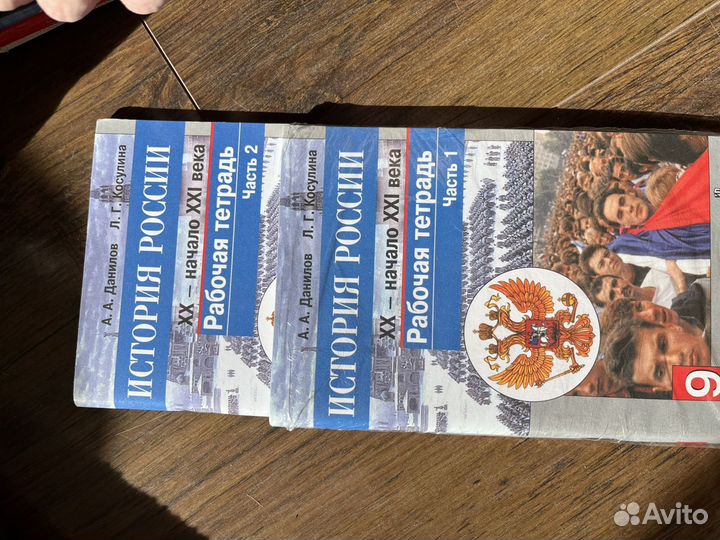 А. А. Данилов Л. Г. Косулина
ИСТОРИЯ РОССИИ
XX – начало XXI века
Рабочая тетрадь
Часть 2
А. А. Данилов Л. Г. Косулина
ИСТОРИЯ РОССИИ
XX – начало XXI века
Рабочая тетрадь
Часть 1
9
Avito